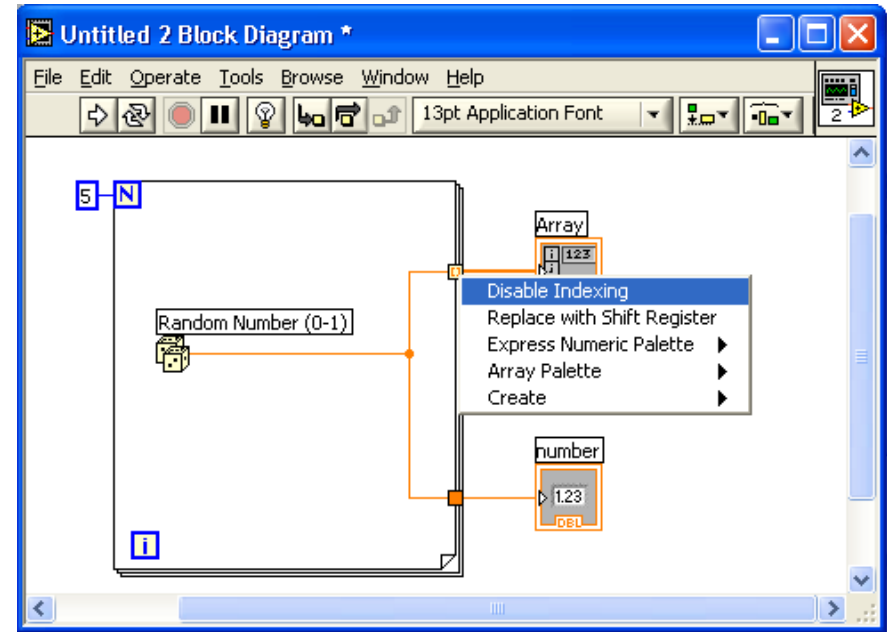 Untitled 2 Block Diagram *
File Edit Operate Tools Browse Window Help
13pt Application Font
2
5 N
Array
i 123
Disable Indexing
Random Number (0-1)
Replace with Shift Register
Express Numeric Palette
Array Palette
Create
number
1.23
DBL
i